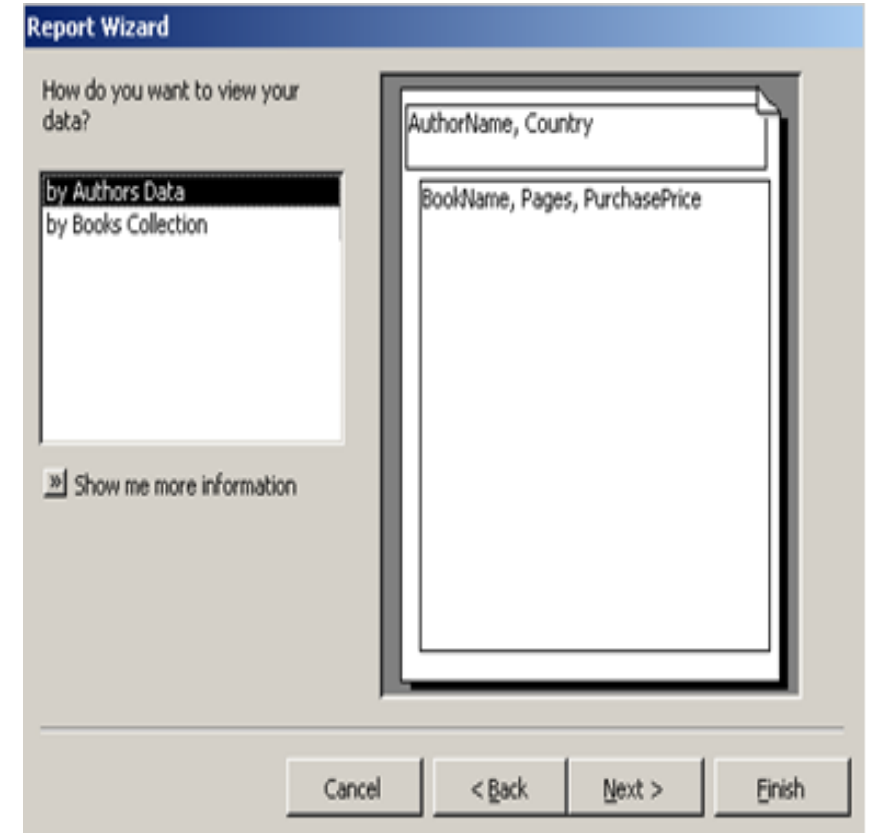 Report Wizard
How do you want to view your
data?
by Authors Data
by Books Collection
» Show me more information
AuthorName, Country
BookName, Pages, PurchasePrice
Cancel
< Back
Next >
Finish